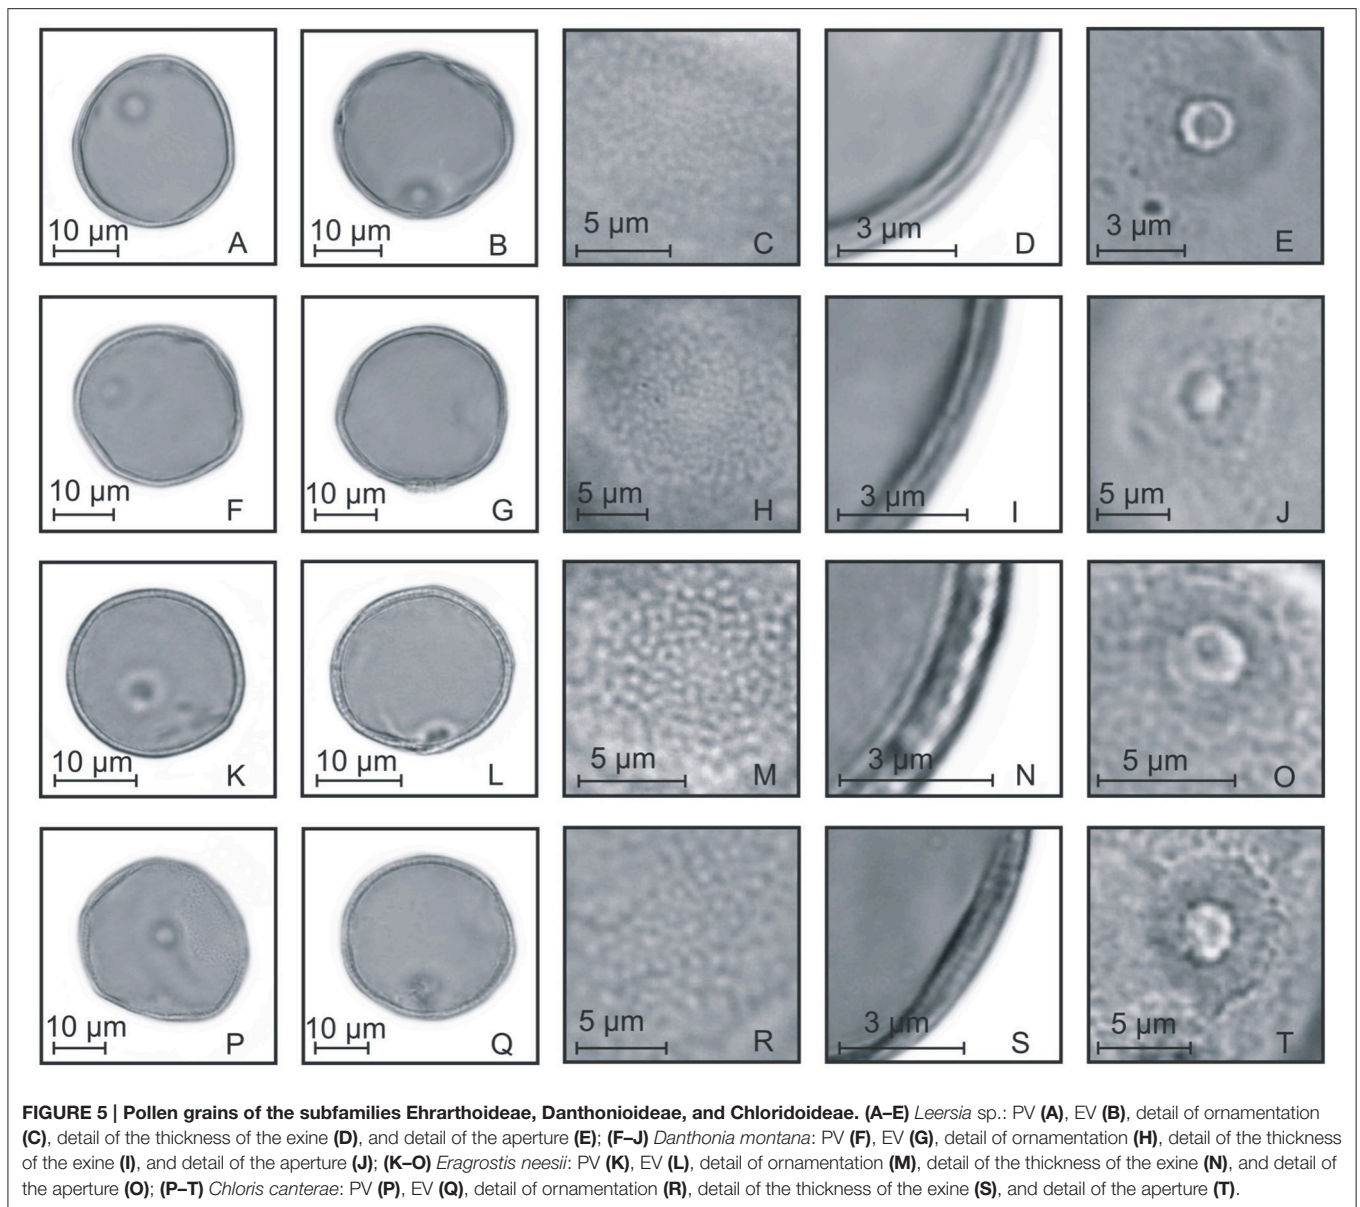 10 µm A
10 µm B
5 µm C
3 µm D
3 µm E
10 µm F
10 µm G
5 µm H
3 µm I
5 µm J
10 µm K
10 µm L
5 µm M
3 µm N
5 µm O
10 µm P
10 µm Q
5 µm R
3 µm S
5 µm T
FIGURE 5 | Pollen grains of the subfamilies Ehrarthoideae, Danthonioideae, and Chloridoideae. (A–E) Leersia sp.: PV (A), EV (B), detail of ornamentation
(C), detail of the thickness of the exine (D), and detail of the aperture (E); (F–J) Danthonia montana: PV (F), EV (G), detail of ornamentation (H), detail of the thickness
of the exine (I), and detail of the aperture (J); (K–O) Eragrostis neesii: PV (K), EV (L), detail of ornamentation (M), detail of the thickness of the exine (N), and detail of
the aperture (O); (P–T) Chloris canterae: PV (P), EV (Q), detail of ornamentation (R), detail of the thickness of the exine (S), and detail of the aperture (T).